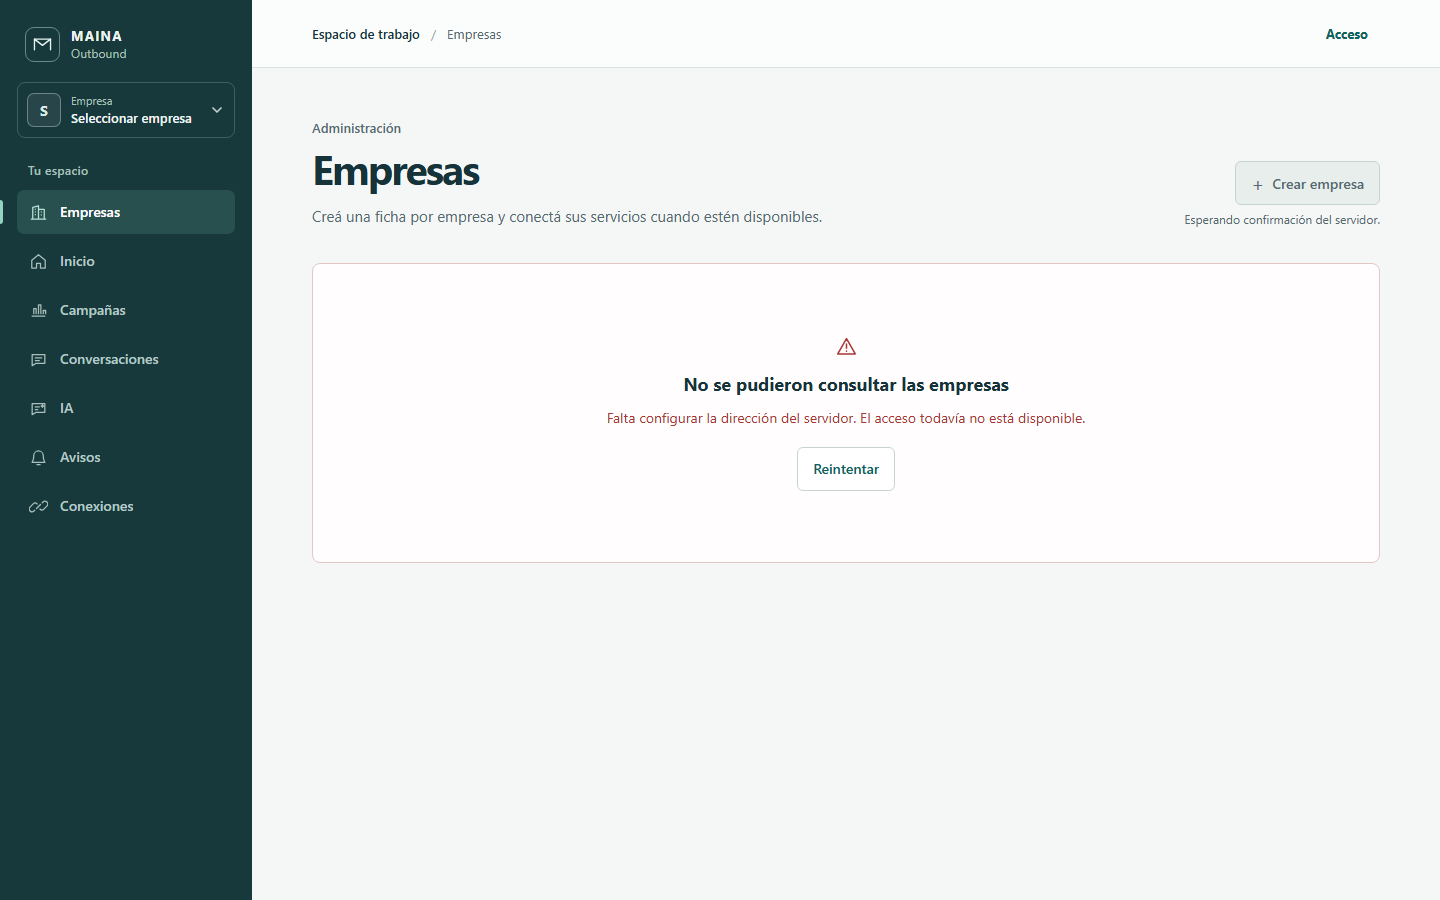 MAINA
Outbound
S
Empresa
Seleccionar empresa
Tu espacio
Empresas
Inicio
Campañas
Conversaciones
IA
Avisos
Conexiones
Espacio de trabajo / Empresas
Acceso
Administración
Empresas
Creá una ficha por empresa y conectá sus servicios cuando estén disponibles.
+ Crear empresa
Esperando confirmación del servidor.
No se pudieron consultar las empresas
Falta configurar la dirección del servidor. El acceso todavía no está disponible.
Reintentar